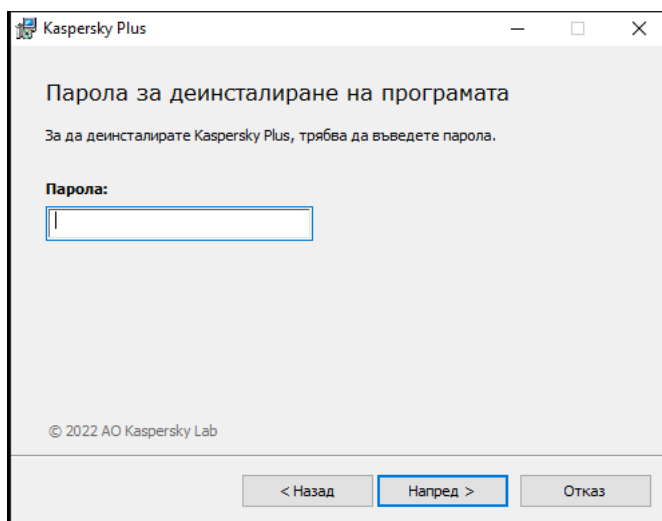 Kaspersky Plus
Парола за деинсталиране на програмата
За да деинсталирате Kaspersky Plus, трябва да въведете парола.
Парола:
© 2022 АО Kaspersky Lab
< Назад
Напред >
Отказ